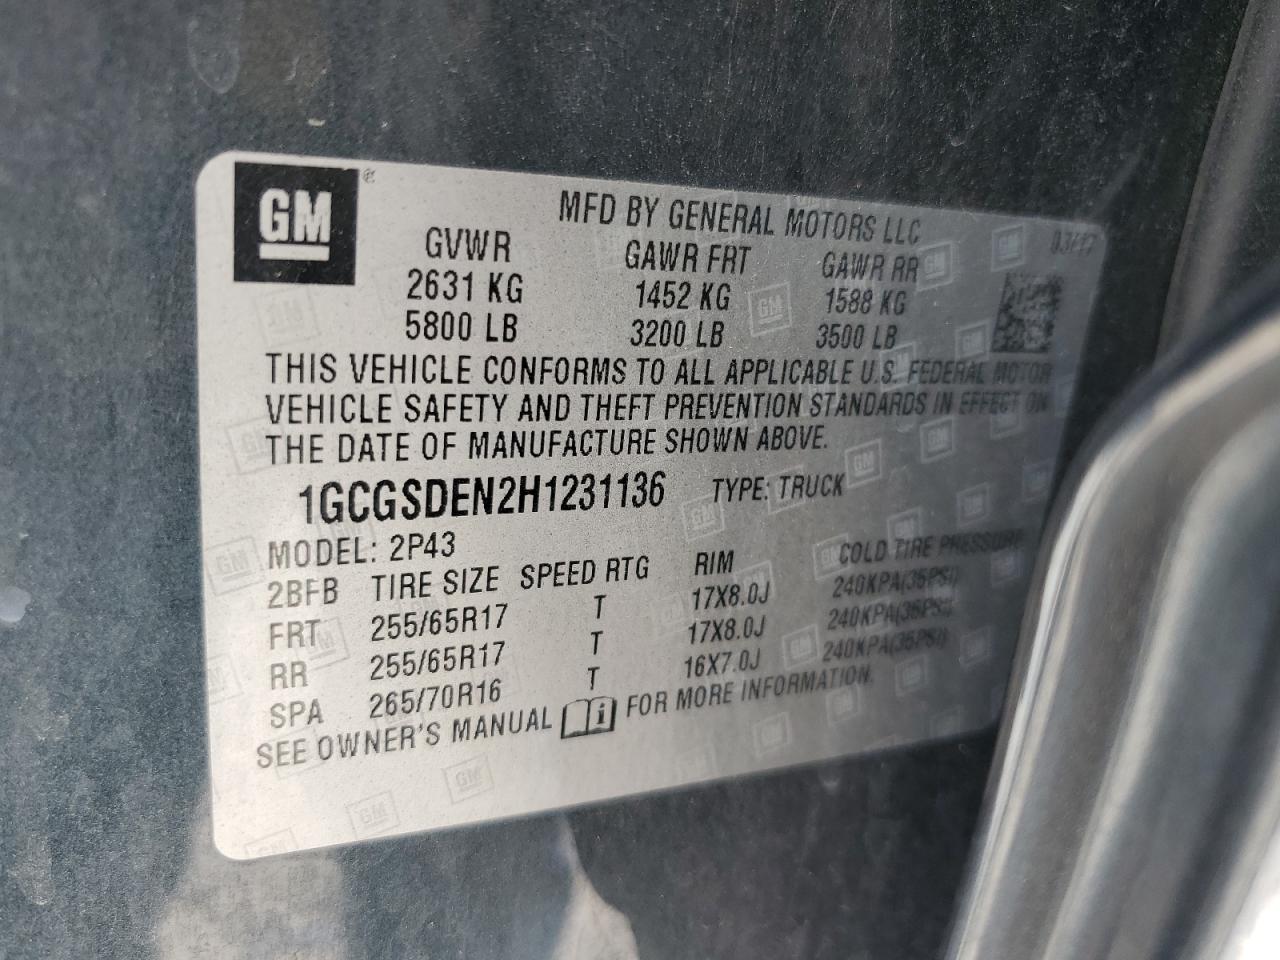 GM
MFD BY GENERAL MOTORS LLC 03/17
GVWR GAWR FRT GAWR RR
2631 KG 1452 KG 1588 KG
5800 LB 3200 LB 3500 LB
THIS VEHICLE CONFORMS TO ALL APPLICABLE U.S. FEDERAL MOTOR
VEHICLE SAFETY AND THEFT PREVENTION STANDARDS IN EFFECT ON
THE DATE OF MANUFACTURE SHOWN ABOVE.
1GCGSDEN2H1231136 TYPE: TRUCK
MODEL: 2P43
2BFB TIRE SIZE SPEED RTG RIM COLD TIRE PRESSURE
FRT 255/65R17 T 17X8.0J 240KPA(35PSI)
RR 255/65R17 T 17X8.0J 240KPA(35PSI)
SPA 265/70R16 T 16X7.0J 240KPA(35PSI)
SEE OWNER'S MANUAL i FOR MORE INFORMATION.